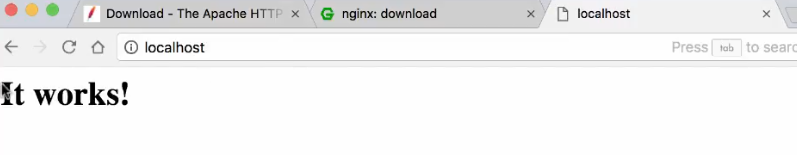 Download - The Apache HTTP
nginx: download
localhost
localhost
Press tab to searc
It works!